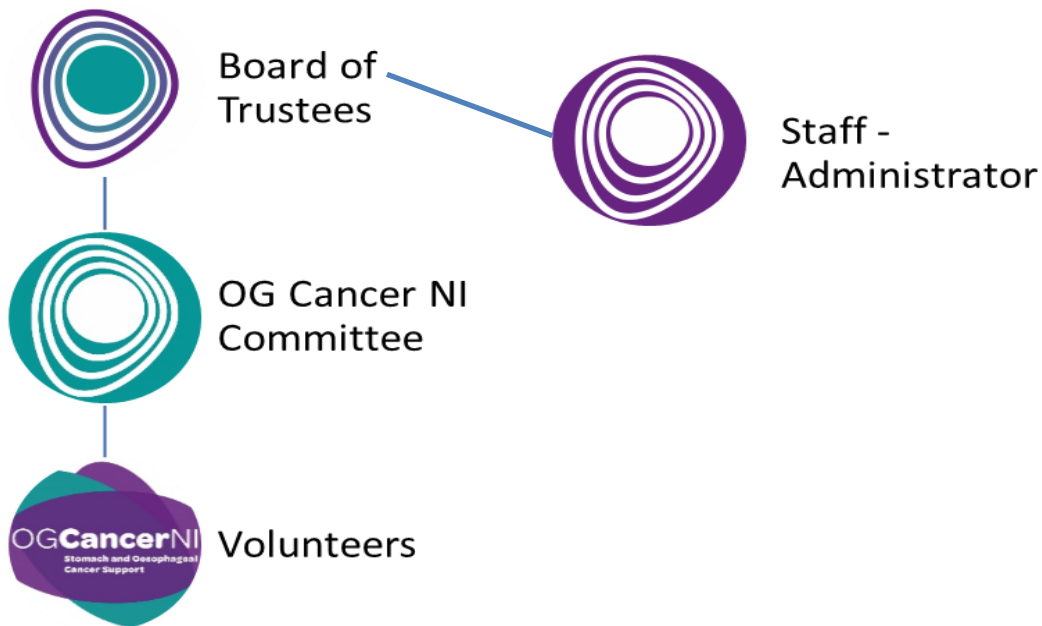 Board of
Trustees
Staff -
Administrator
OG Cancer NI
Committee
OGCancerNI
Stomach and Oesophageal
Cancer Support
Volunteers